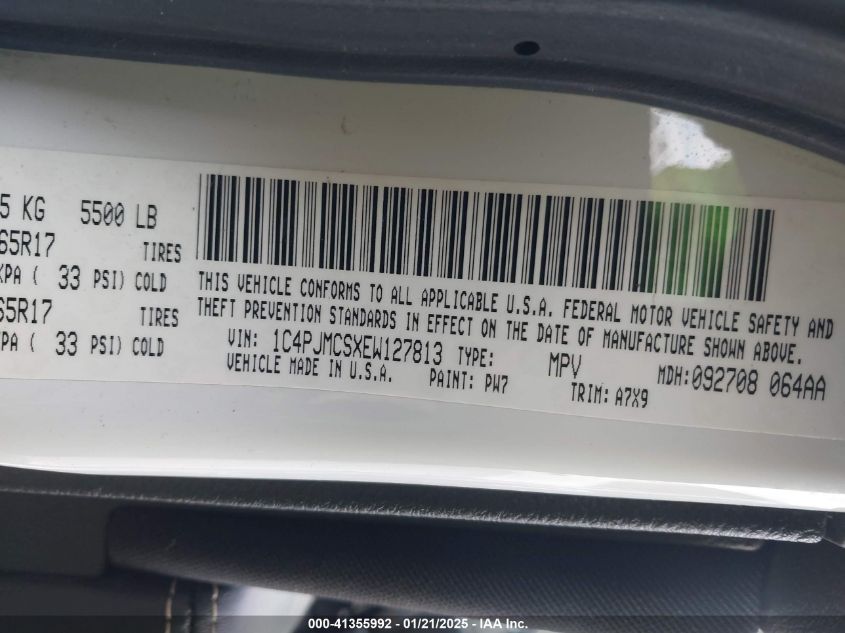 5 KG 5500 LB
65R17 TIRES
KPA ( 33 PSI) COLD
65R17 TIRES
KPA ( 33 PSI) COLD
THIS VEHICLE CONFORMS TO ALL APPLICABLE U.S.A. FEDERAL MOTOR VEHICLE SAFETY AND
THEFT PREVENTION STANDARDS IN EFFECT ON THE DATE OF MANUFACTURE SHOWN ABOVE.
VIN: 1C4PJMCSXEW127813 TYPE: MPV MDH:092708 064AA
VEHICLE MADE IN U.S.A. PAINT: PW7 TRIM: A7X9
000-41355992 - 01/21/2025 - IAA Inc.